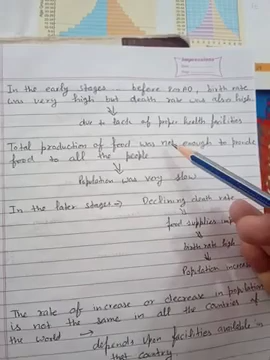 In the early stages, before 200AD, birth rate
was very high but death rate was also high.
due to lack of proper health facilities
Total production of food was not enough to provide
food to all the people
Population was very slow
In the later stages → Declining death rate
food supplies
birth rate high
Population increase
The rate of increase or decrease in population
is not the same in all the countries of
the world →
depends upon facilities available in
that country